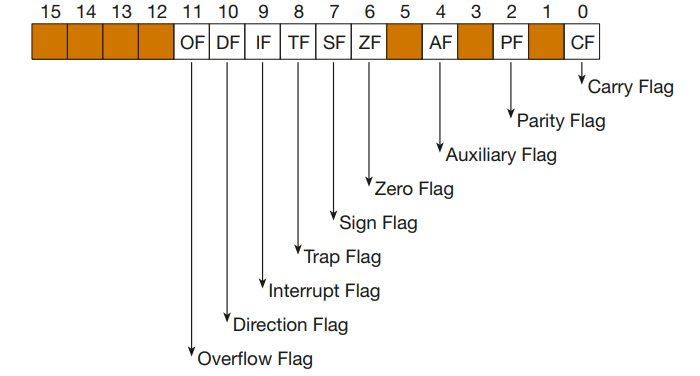 15 14 13 12 11 10 9 8 7 6 5 4 3 2 1 0
OF DF IF TF SF ZF AF PF CF
Carry Flag
Parity Flag
Auxiliary Flag
Zero Flag
Sign Flag
Trap Flag
Interrupt Flag
Direction Flag
Overflow Flag